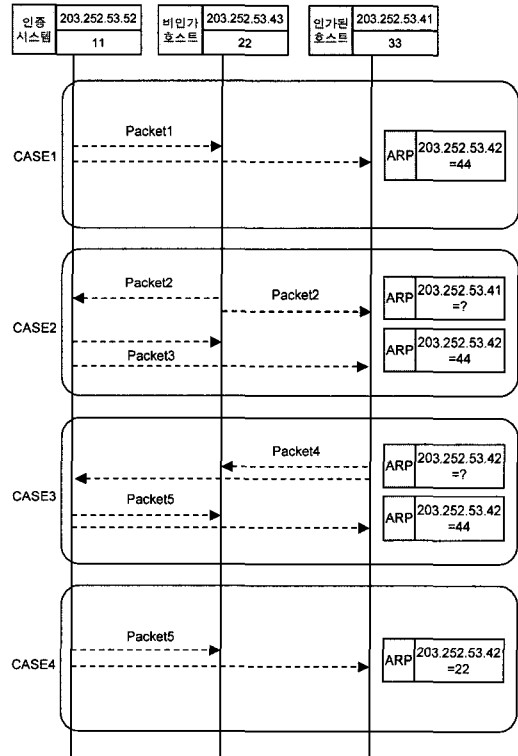 인증
시스템
203.252.53.52
11
비인가
호스트
203.252.53.43
22
인가된
호스트
203.252.53.41
33
CASE1
Packet1
ARP
203.252.53.42
=44
CASE2
Packet2
Packet2
ARP
203.252.53.41
=?
Packet3
ARP
203.252.53.42
=44
CASE3
Packet4
ARP
203.252.53.42
=?
Packet5
ARP
203.252.53.42
=44
CASE4
Packet5
ARP
203.252.53.42
=22